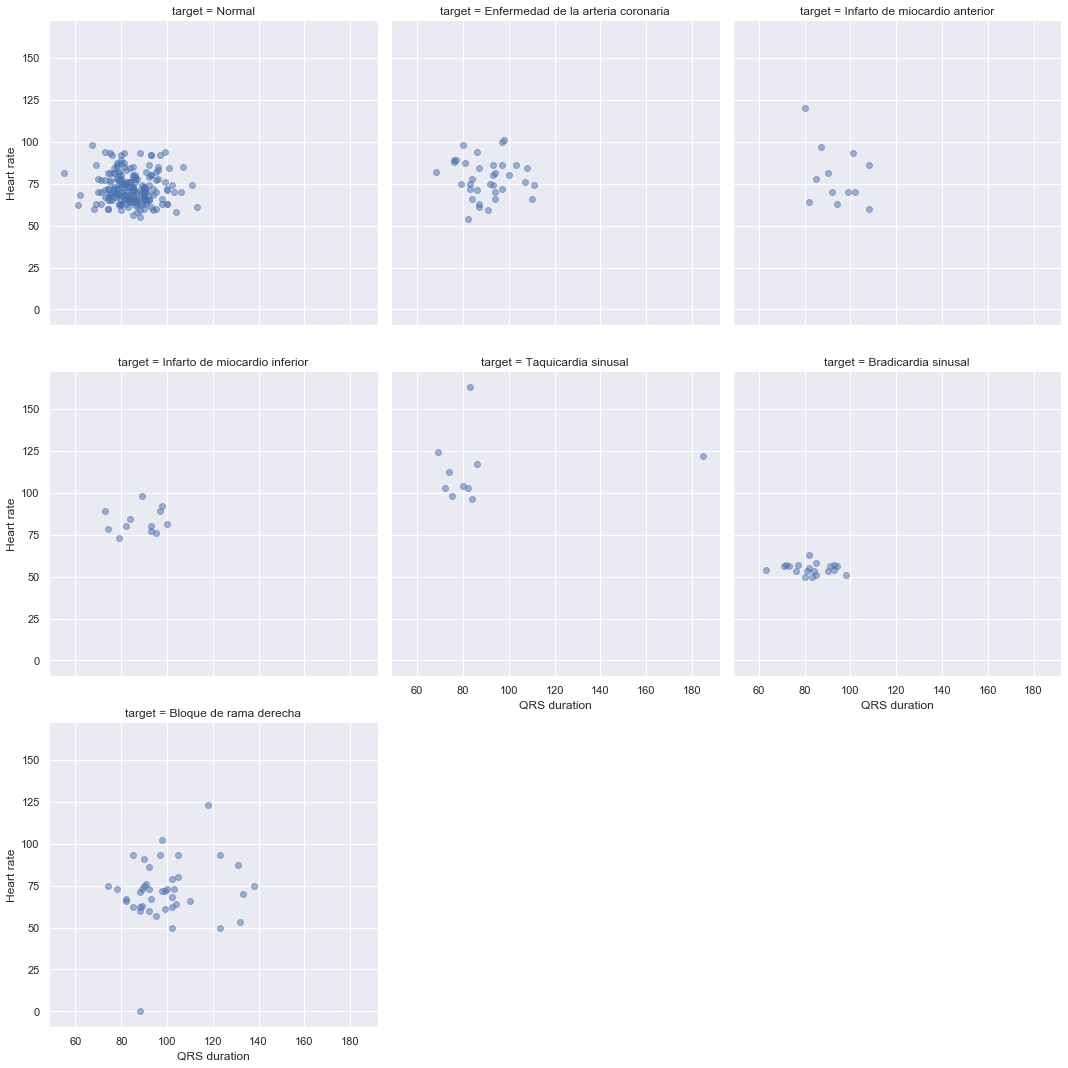 target = Normal
target = Enfermedad de la arteria coronaria
target = Infarto de miocardio anterior
150
125
100
75
50
25
0
Heart rate
target = Infarto de miocardio inferior
target = Taquicardia sinusal
target = Bradicardia sinusal
150
125
100
75
50
25
0
Heart rate
60 80 100 120 140 160 180
QRS duration
60 80 100 120 140 160 180
QRS duration
target = Bloque de rama derecha
150
125
100
75
50
25
0
Heart rate
60 80 100 120 140 160 180
QRS duration